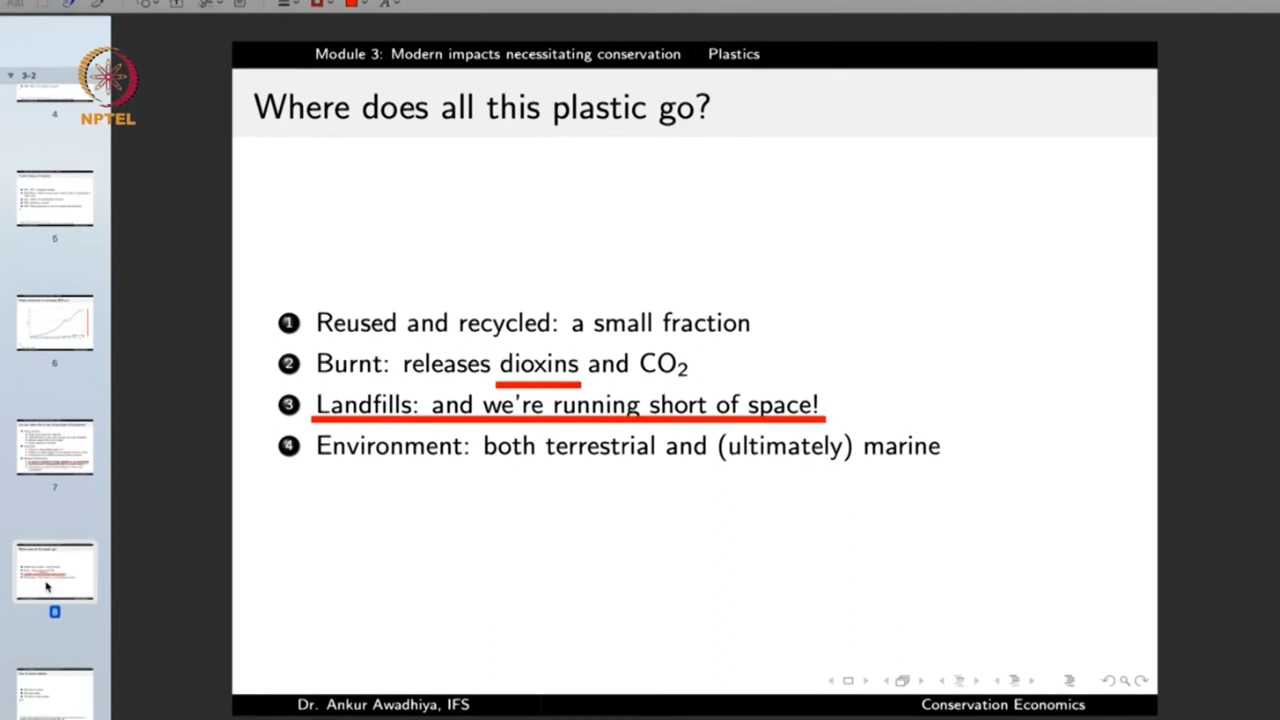 Module 3: Modern impacts necessitating conservation Plastics
3-2
NPTEL
Where does all this plastic go?
4
5
6
7
8
1 Reused and recycled: a small fraction
2 Burnt: releases dioxins and CO₂
3 Landfills: and we're running short of space!
4 Environment: both terrestrial and (ultimately) marine
Dr. Ankur Awadhiya, IFS Conservation Economics